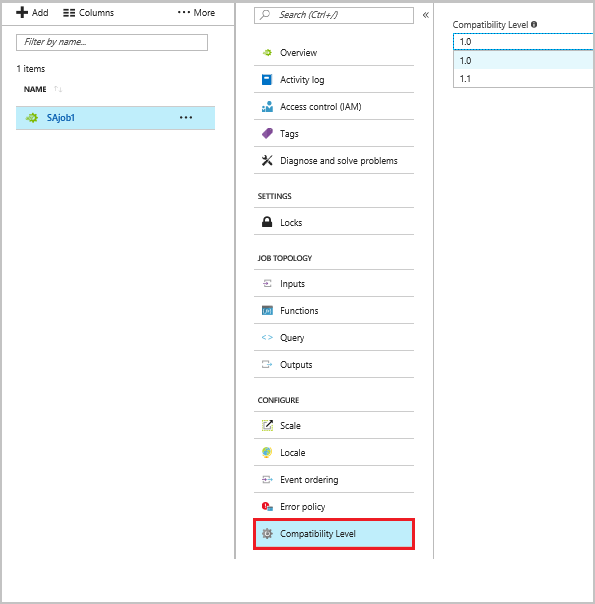 Add
Columns
More
Filter by name...
1 items
NAME
SAjob1
Search (Ctrl+/)
Overview
Activity log
Access control (IAM)
Tags
Diagnose and solve problems
SETTINGS
Locks
JOB TOPOLOGY
Inputs
Functions
Query
Outputs
CONFIGURE
Scale
Locale
Event ordering
Error policy
Compatibility Level
Compatibility Level
1.0
1.0
1.1